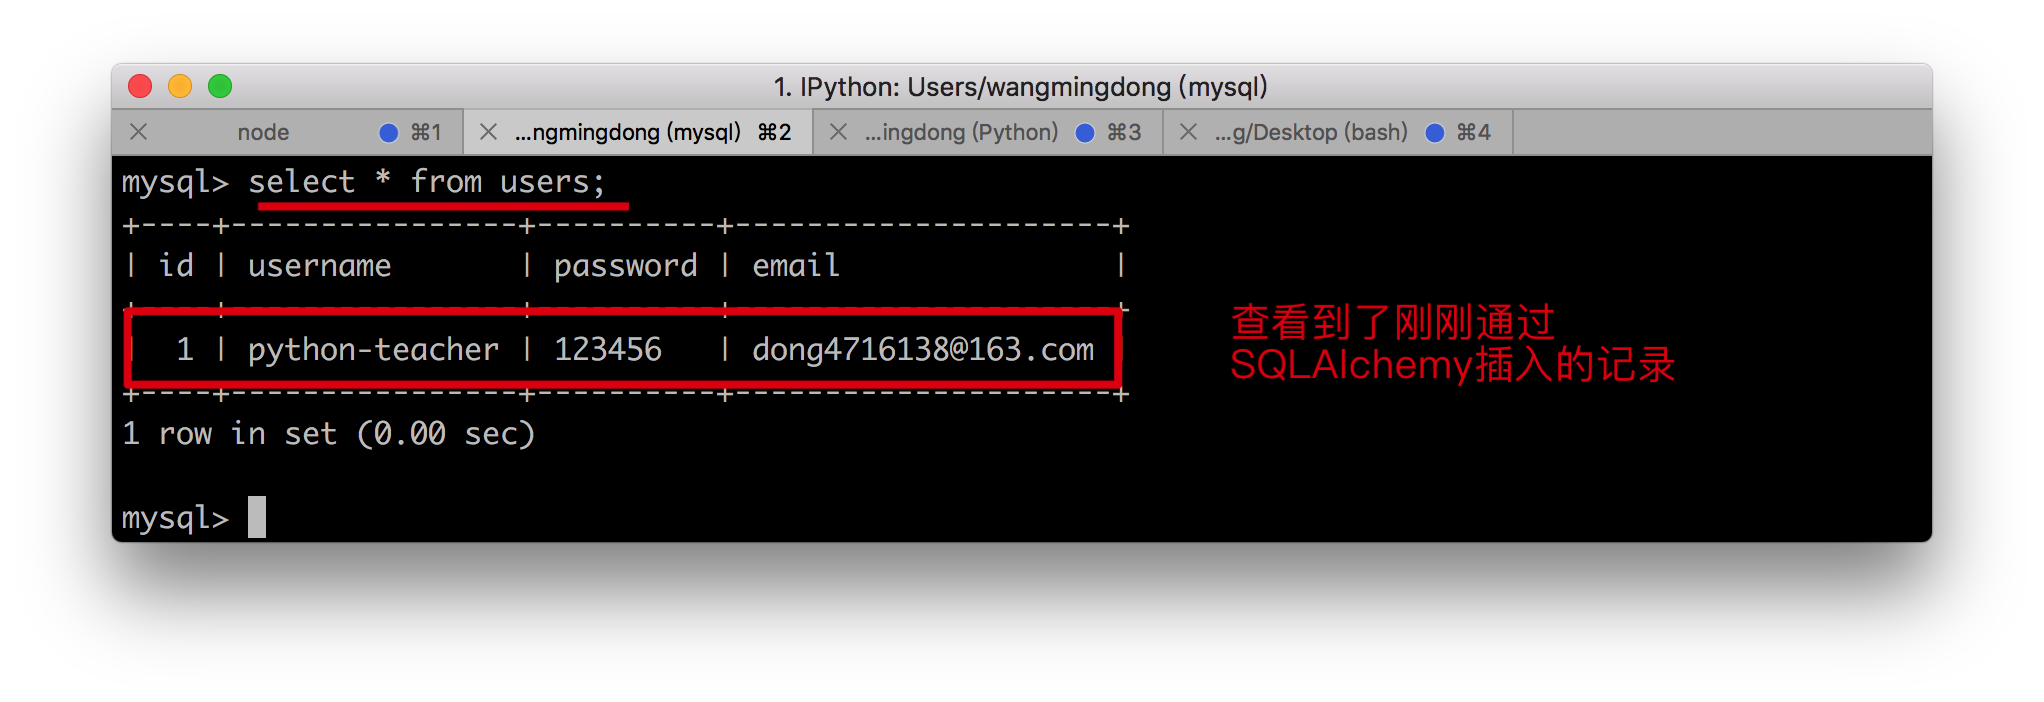 1. IPython: Users/wangmingdong (mysql)
node ⌘1 ...ngmingdong (mysql) ⌘2 ...ingdong (Python) ⌘3 ...g/Desktop (bash) ⌘4
mysql> select * from users;
+----+----------------+----------+---------------------+
| id | username | password | email |
+----+----------------+----------+---------------------+
| 1 | python-teacher | 123456 | dong4716138@163.com |
+----+----------------+----------+---------------------+
查看到了刚刚通过
SQLAlchemy插入的记录
1 row in set (0.00 sec)
mysql>